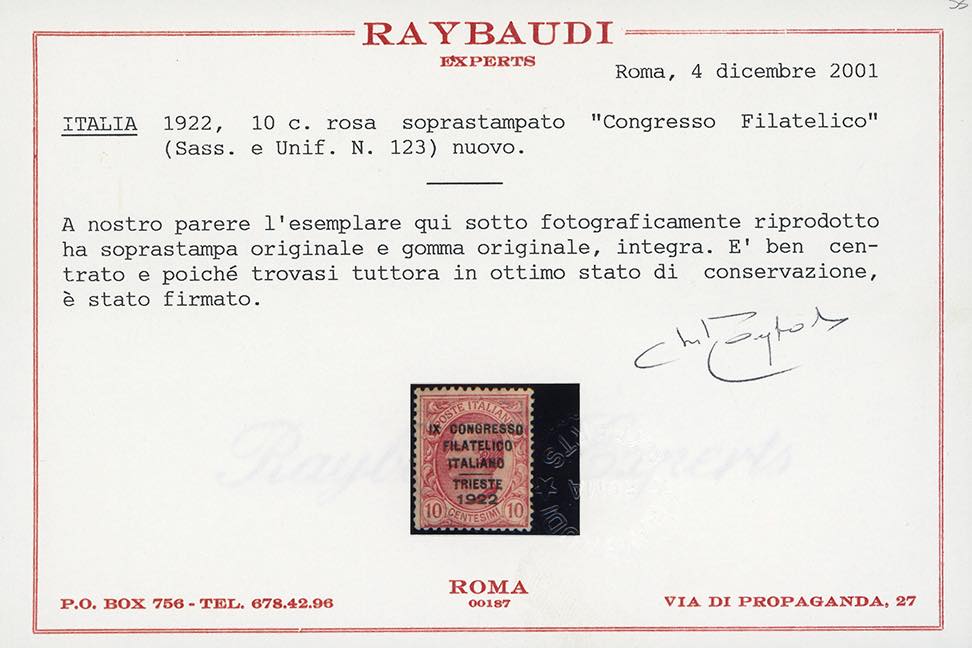 RAYBAUDI
EXPERTS
Roma, 4 dicembre 2001
ITALIA 1922, 10 c. rosa soprastampato "Congresso Filatelico"
(Sass. e Unif. N. 123) nuovo.
A nostro parere l'esemplare qui sotto fotograficamente riprodotto
ha soprastampa originale e gomma originale, integra. E' ben cen-
trato e poiché trovasi tuttora in ottimo stato di conservazione,
è stato firmato.
POSTE ITALIANE
IX CONGRESSO
FILATELICO
ITALIANO
TRIESTE
1922
10 CENTESIMI 10
Raybaudi Experts
ROMA
00187
P.O. BOX 756 - TEL. 678.42.96
VIA DI PROPAGANDA, 27